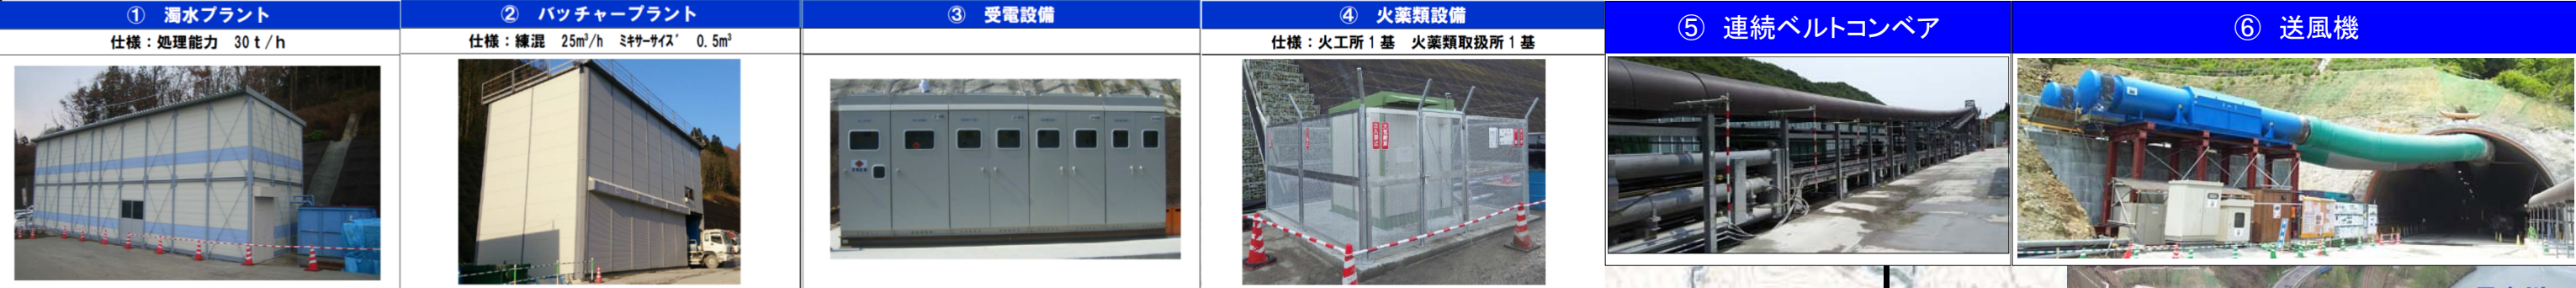 ① 濁水プラント
仕様：処理能力 30ｔ/ｈ
② バッチャープラント
仕様：練混 25m³/h ﾐｷｻｰｻｲｽﾞ 0.5m³
③ 受電設備
④ 火薬類設備
仕様：火工所１基 火薬類取扱所１基
⑤ 連続ベルトコンベア
⑥ 送風機